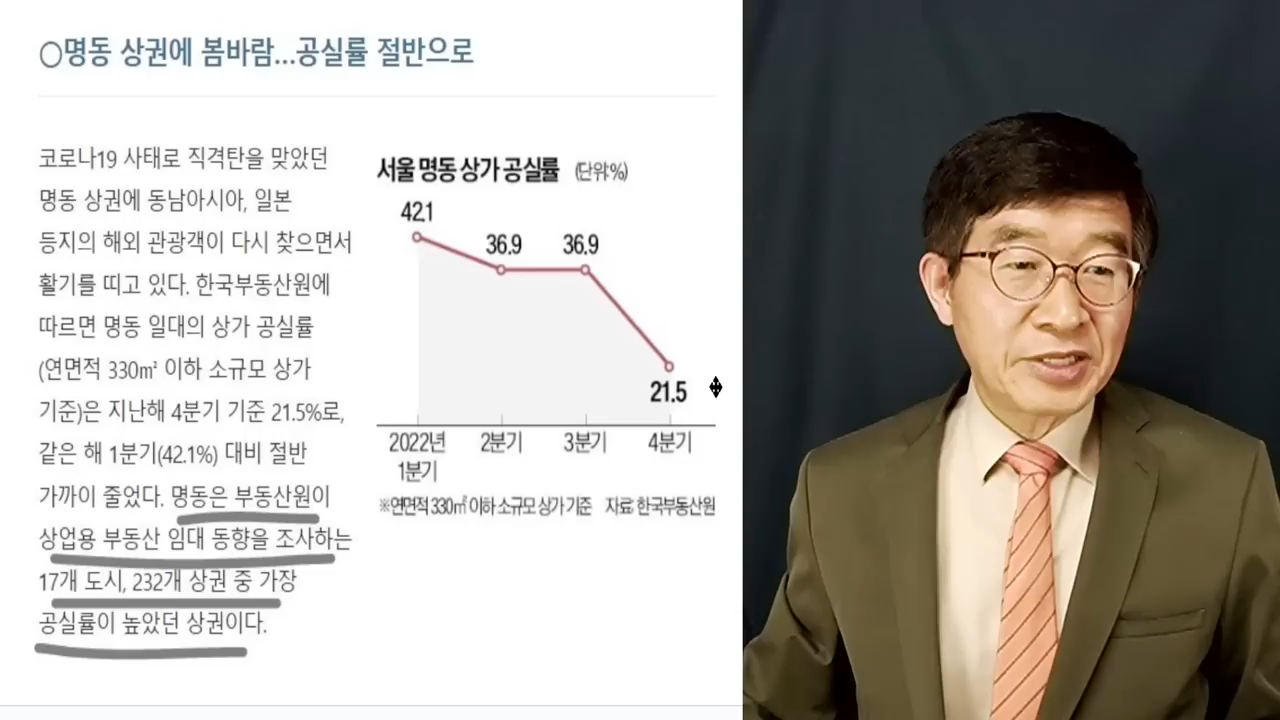 ○명동 상권에 봄바람...공실률 절반으로
코로나19 사태로 직격탄을 맞았던
명동 상권에 동남아시아, 일본
등지의 해외 관광객이 다시 찾으면서
활기를 띠고 있다. 한국부동산원에
따르면 명동 일대의 상가 공실률
(연면적 330㎡ 이하 소규모 상가
기준)은 지난해 4분기 기준 21.5%로,
같은 해 1분기(42.1%) 대비 절반
가까이 줄었다. 명동은 부동산원이
상업용 부동산 임대 동향을 조사하는
17개 도시, 232개 상권 중 가장
공실률이 높았던 상권이다.
서울 명동 상가 공실률 (단위:%)
42.1
36.9
36.9
21.5
2022년
1분기
2분기
3분기
4분기
※연면적 330㎡ 이하 소규모 상가 기준 자료: 한국부동산원